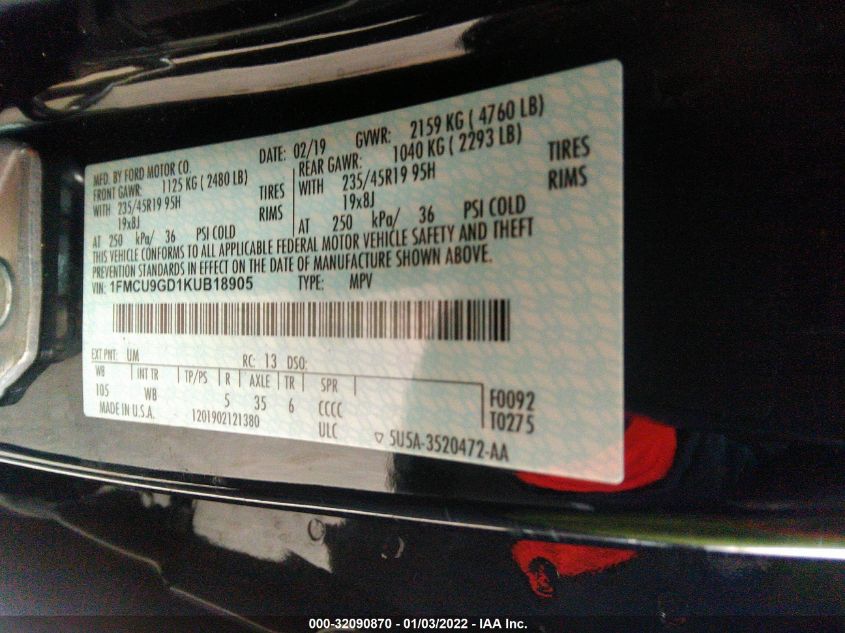 MFD. BY FORD MOTOR CO.
DATE: 02/19 GVWR: 2159 KG ( 4760 LB)
FRONT GAWR: 1125 KG ( 2480 LB)
REAR GAWR: 1040 KG ( 2293 LB)
WITH 235/45R19 95H TIRES
WITH 235/45R19 95H TIRES
19x8J RIMS
19x8J RIMS
AT 250 kPa/ 36 PSI COLD
AT 250 kPa/ 36 PSI COLD
THIS VEHICLE CONFORMS TO ALL APPLICABLE FEDERAL MOTOR VEHICLE SAFETY AND THEFT
PREVENTION STANDARDS IN EFFECT ON THE DATE OF MANUFACTURE SHOWN ABOVE.
VIN: 1FMCU9GD1KUB18905 TYPE: MPV
EXT PNT: UM RC: 13 DSO:
WB INT TR TP/PS R AXLE TR SPR
105 WB 5 35 6 CCCC F0092
MADE IN U.S.A. 1201902121380 ULC T0275
5U5A-3520472-AA
000-32090870 - 01/03/2022 - IAA Inc.